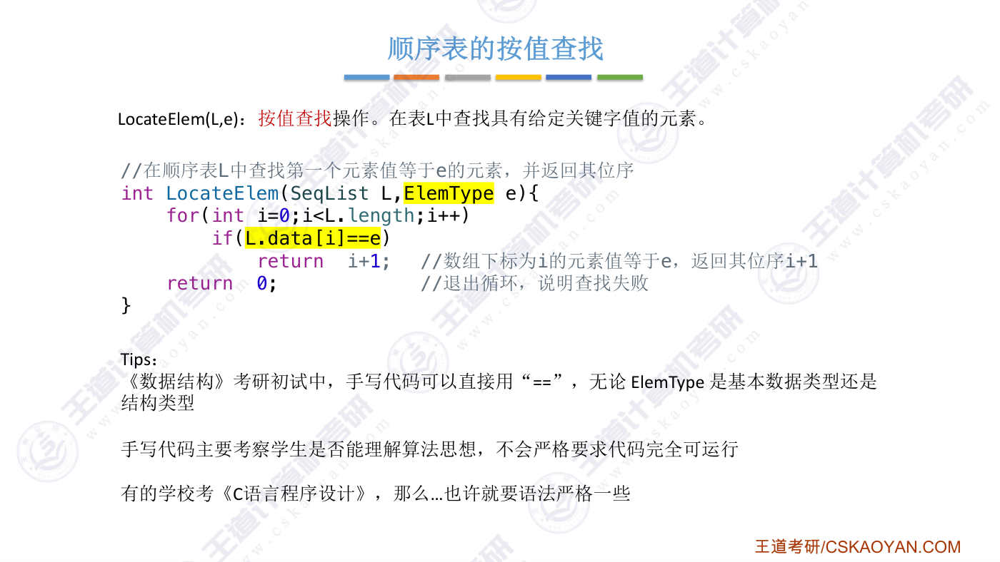 顺序表的按值查找
LocateElem(L,e)：按值查找操作。在表L中查找具有给定关键字值的元素。
//在顺序表L中查找第一个元素值等于e的元素，并返回其位序
int LocateElem(SeqList L,ElemType e){
    for(int i=0;i<L.length;i++)
        if(L.data[i]==e)
            return  i+1;   //数组下标为i的元素值等于e，返回其位序i+1
    return  0;             //退出循环，说明查找失败
}
Tips：
《数据结构》考研初试中，手写代码可以直接用“==”，无论 ElemType 是基本数据类型还是
结构类型
手写代码主要考察学生是否能理解算法思想，不会严格要求代码完全可运行
有的学校考《C语言程序设计》，那么…也许就要语法严格一些
王道考研/CSKAOYAN.COM
王道计算机考研
www.cskaoyan.com